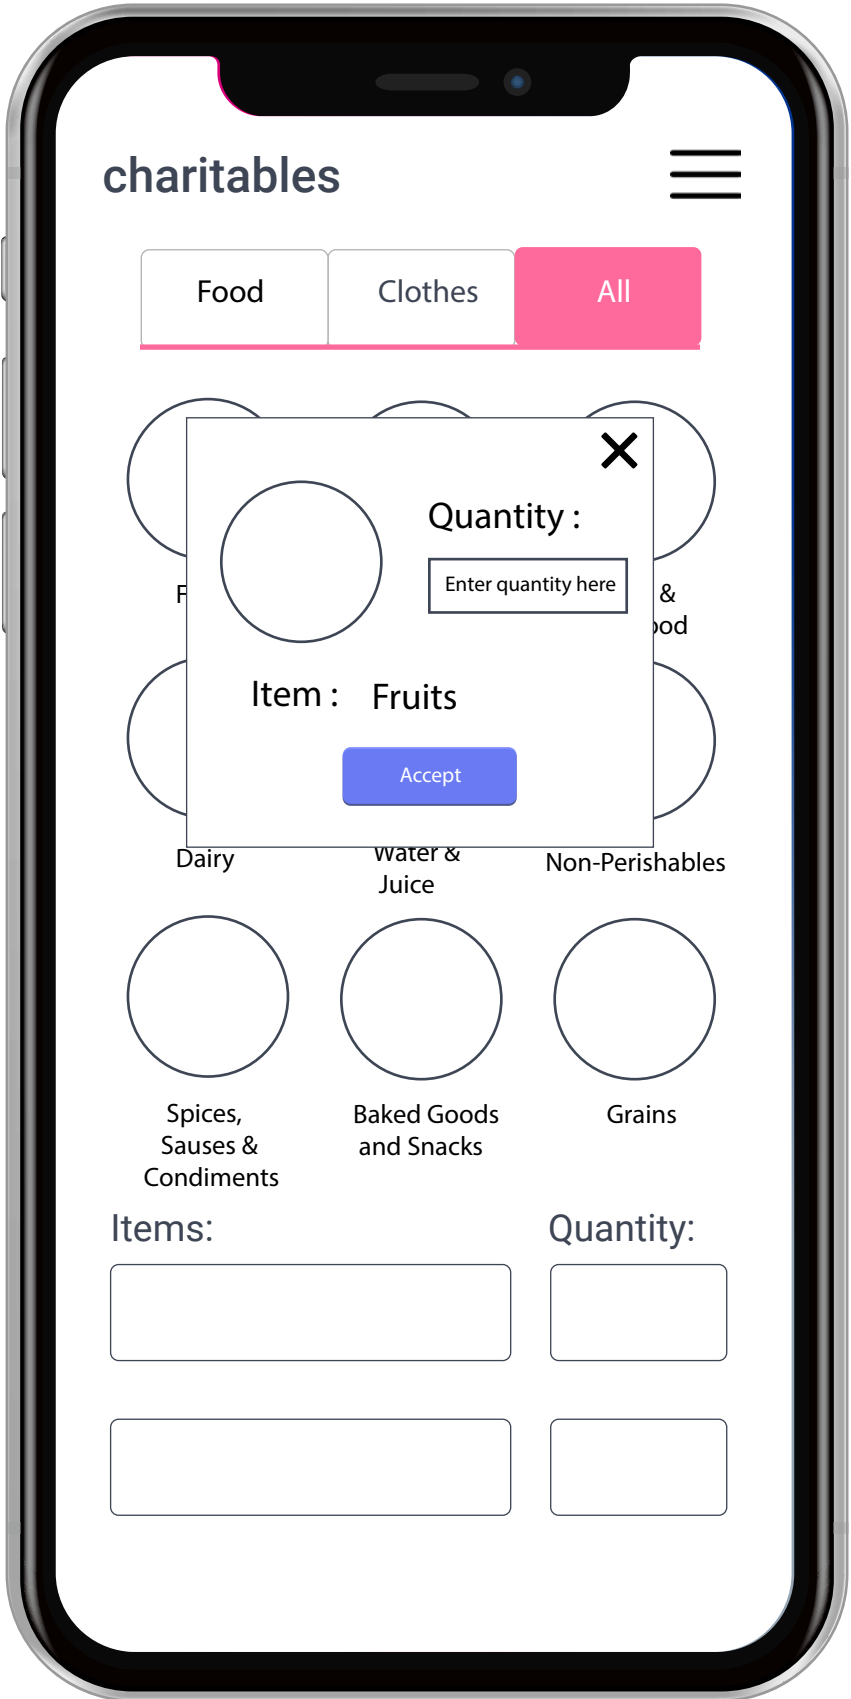 charitables
Food
Clothes
All
Quantity :
Enter quantity here
Item :
Fruits
Accept
&
Dairy
Water &
Juice
Non-Perishables
Spices,
Sauses &
Condiments
Baked Goods
and Snacks
Grains
Items:
Quantity: